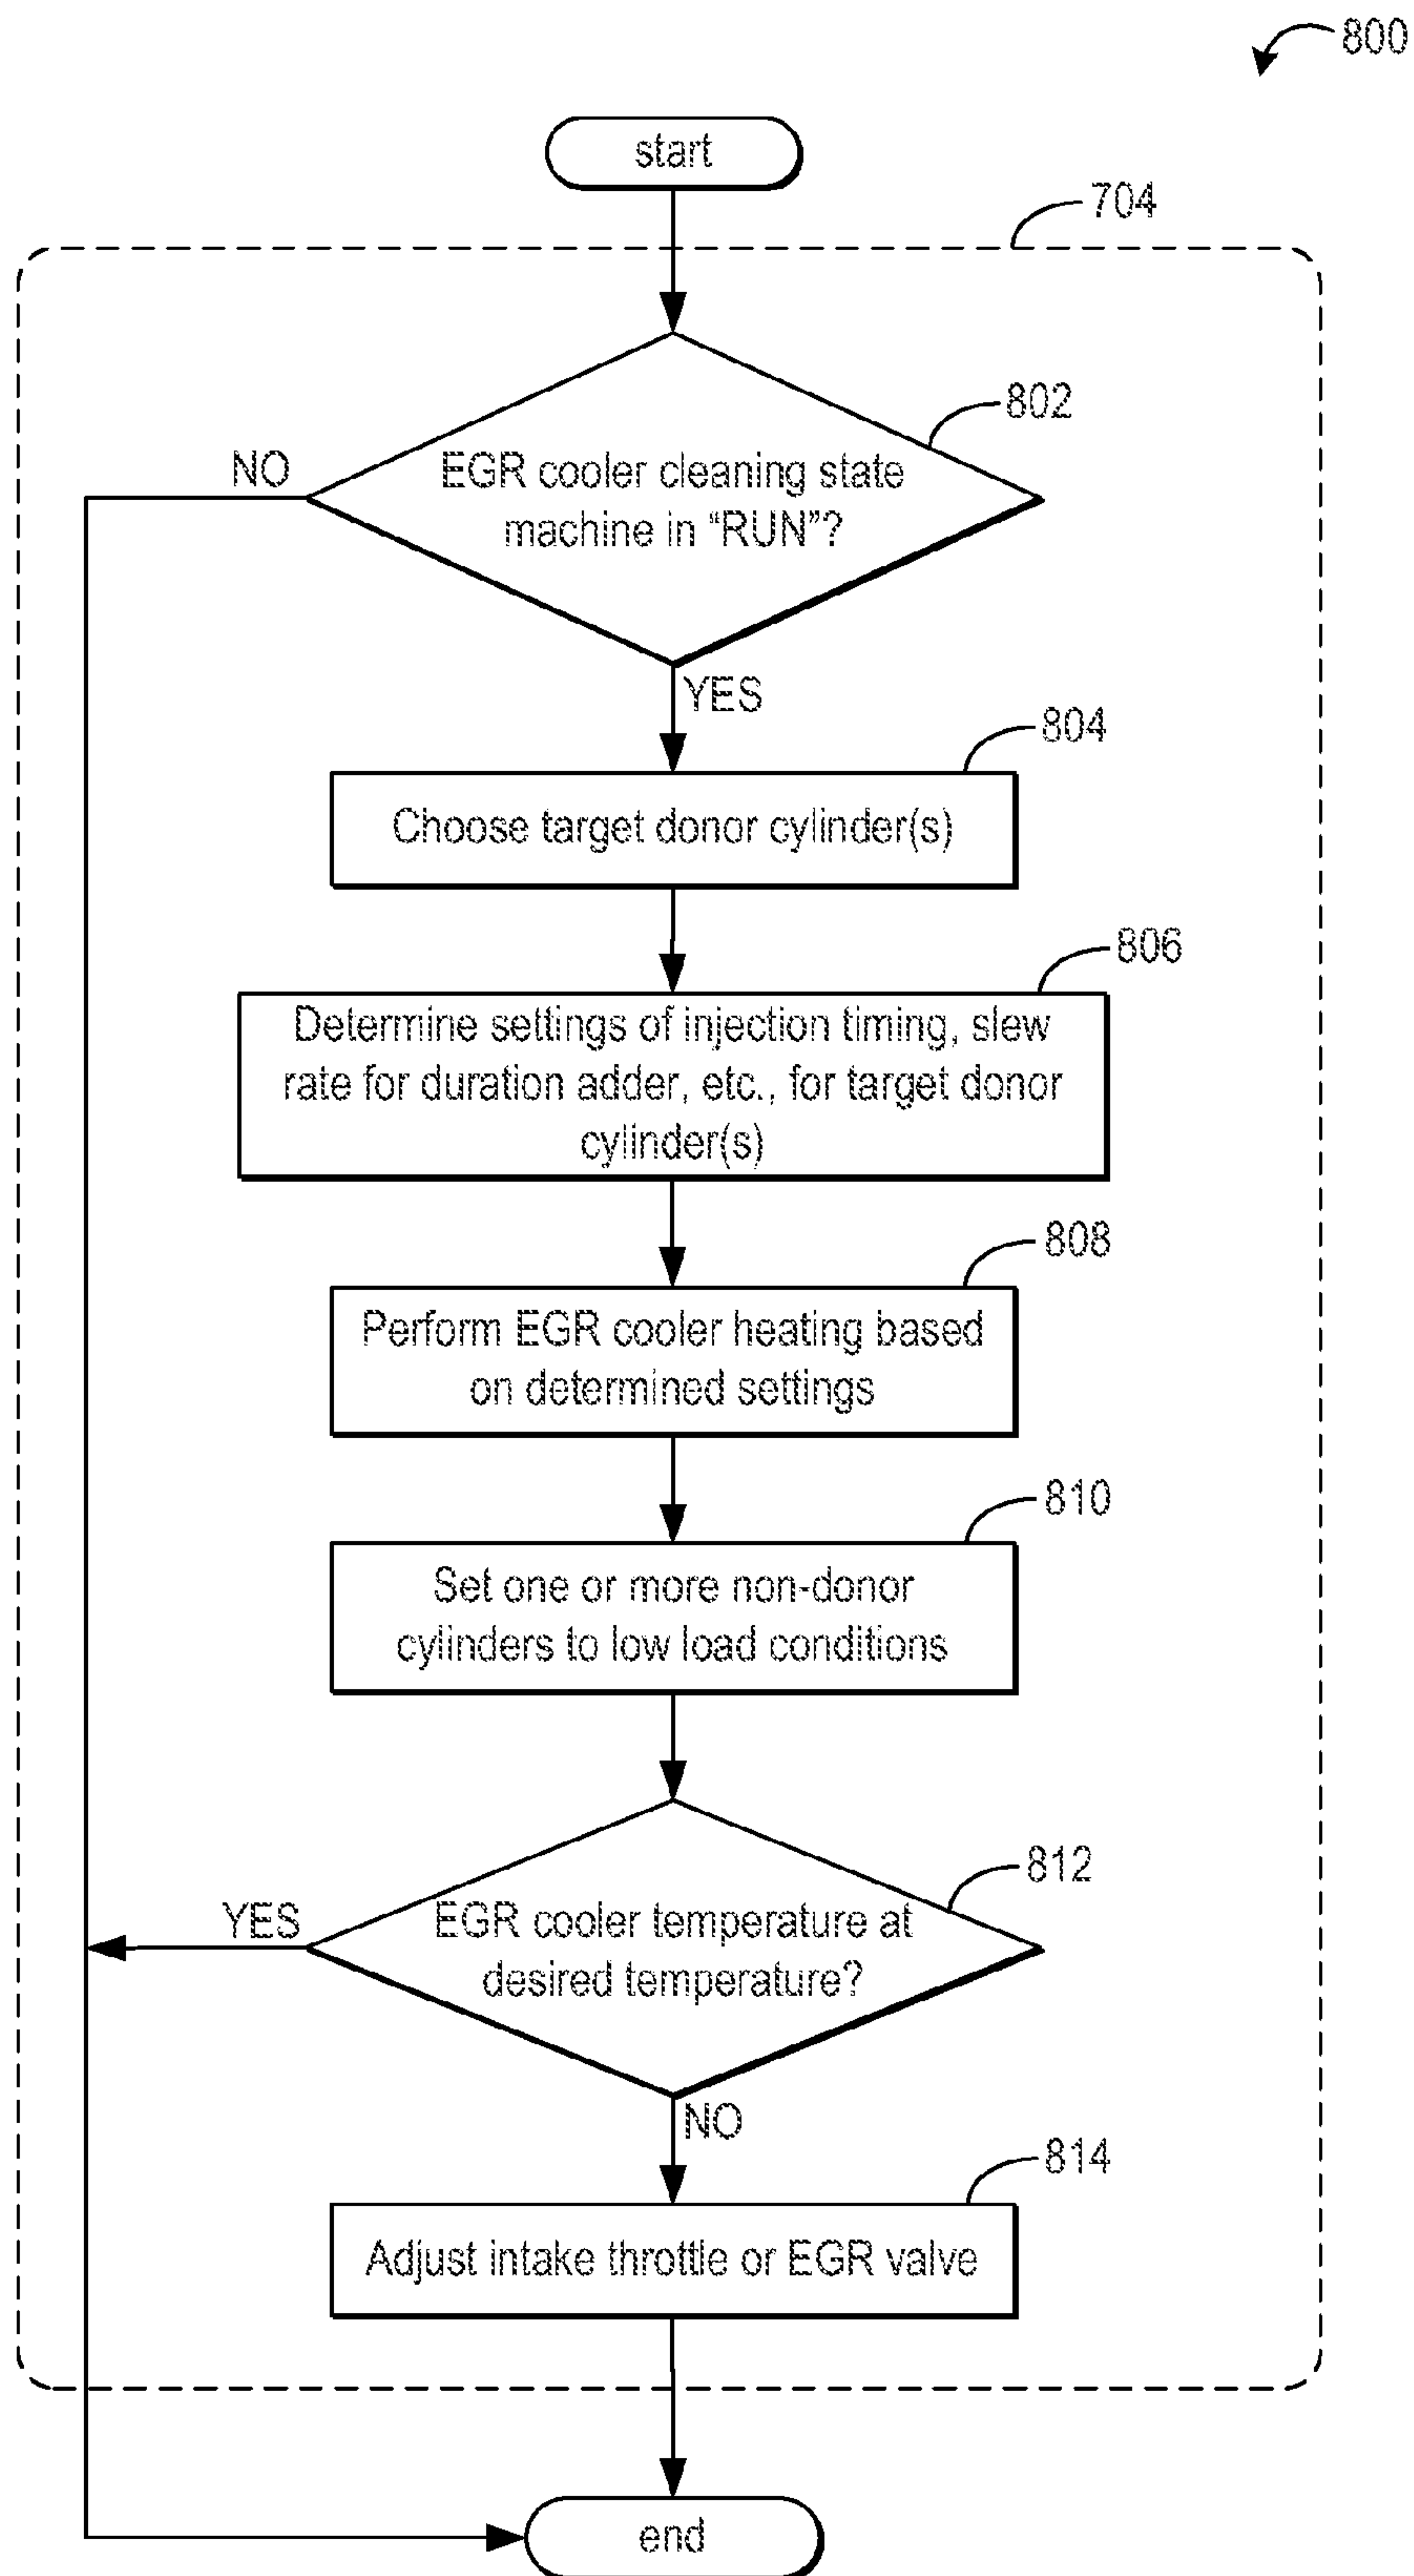 800
start
704
802
NO
EGR cooler cleaning state
machine in “RUN”?
YES
804
Choose target donor cylinder(s)
806
Determine settings of injection timing, slew
rate for duration adder, etc., for target donor
cylinder(s)
808
Perform EGR cooler heating based
on determined settings
810
Set one or more non-donor
cylinders to low load conditions
812
YES
EGR cooler temperature at
desired temperature?
NO
814
Adjust intake throttle or EGR valve
end